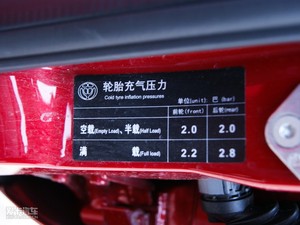 轮胎充气压力
Cold tyre inflation pressures
单位(unit): 巴 (bar)
前轮(front) 后轮(rear)
空载(Empty Load)、半载(Half Load) 2.0 2.0
满 载(Full load) 2.2 2.8